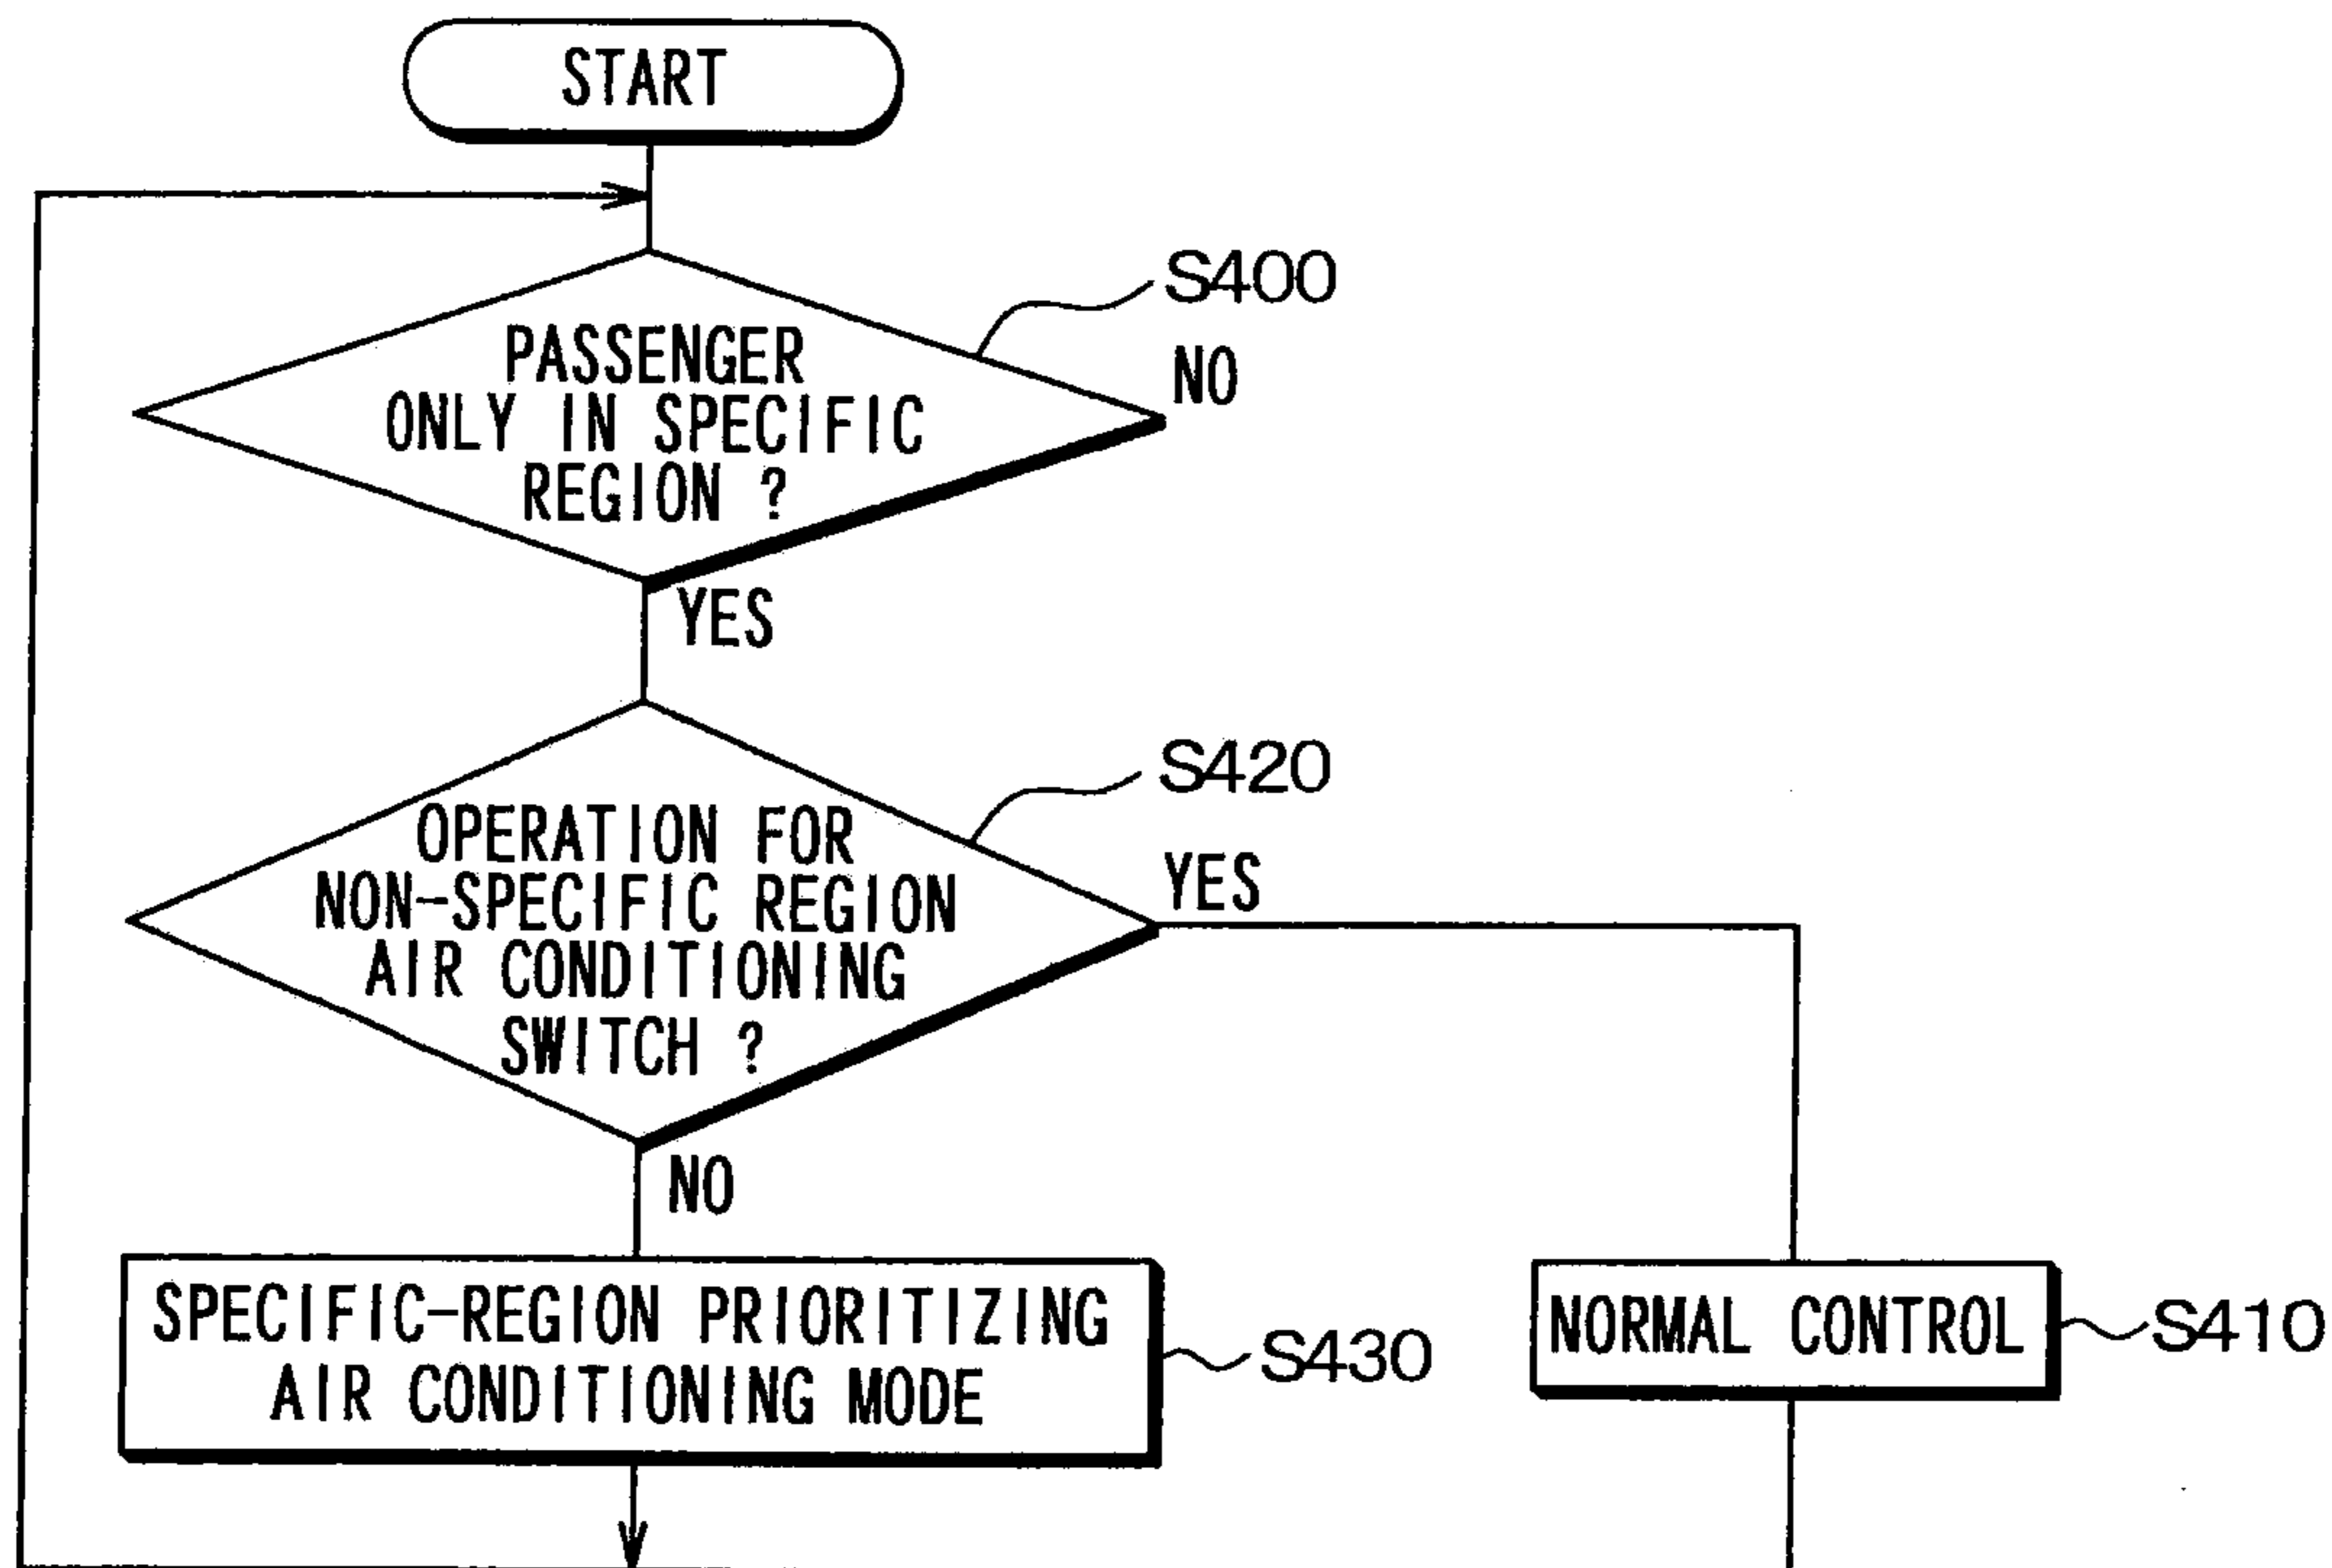 START
S400
PASSENGER
ONLY IN SPECIFIC
REGION ?
NO
YES
S420
OPERATION FOR
NON-SPECIFIC REGION
AIR CONDITIONING
SWITCH ?
YES
NO
SPECIFIC-REGION PRIORITIZING
AIR CONDITIONING MODE
S430
NORMAL CONTROL
S410